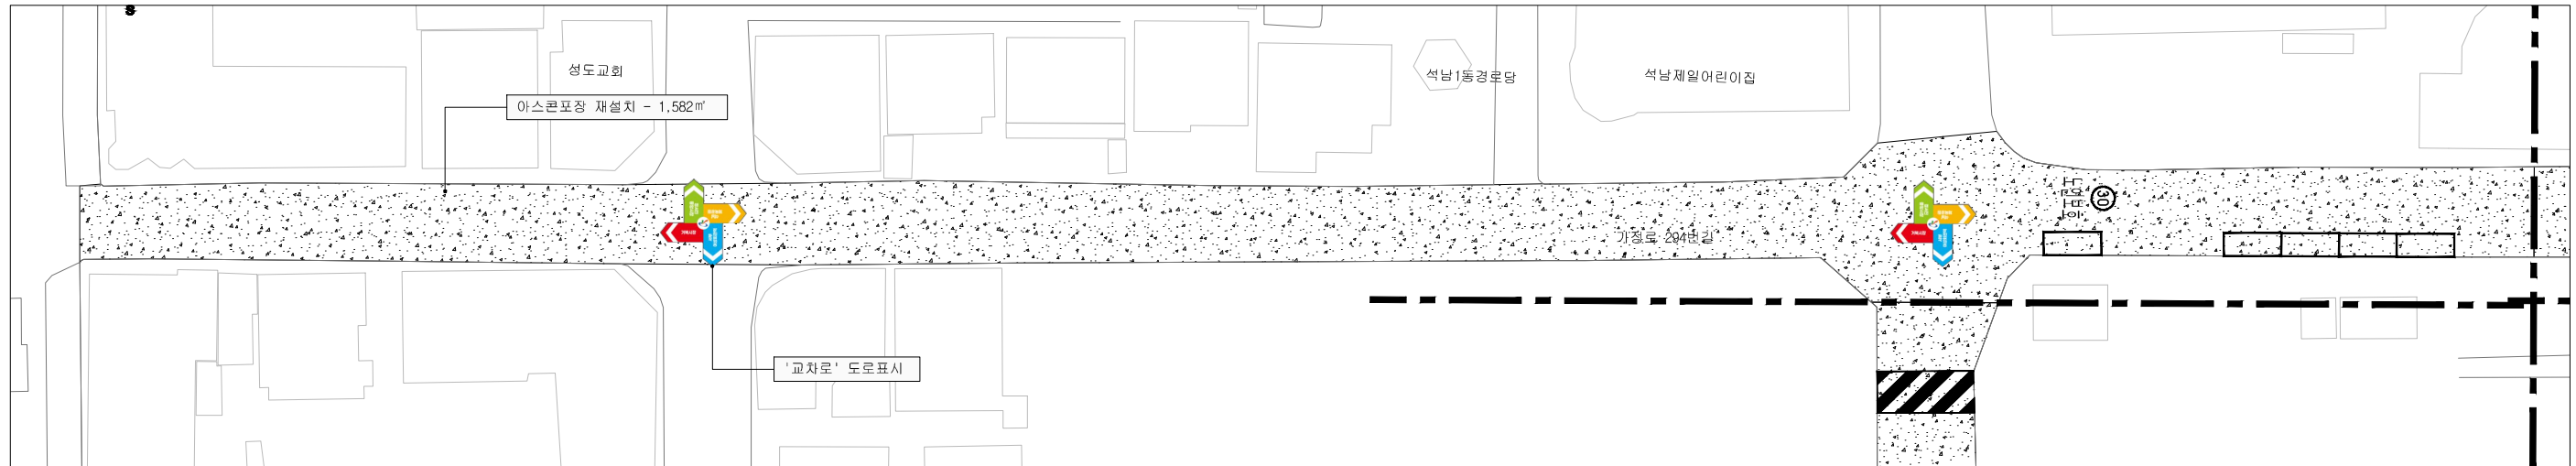 성도교회
석남1동경로당
석남제일어린이집
아스콘포장 재설치 - 1,582㎡
30
가정로 294번길
'교차로' 도로표시